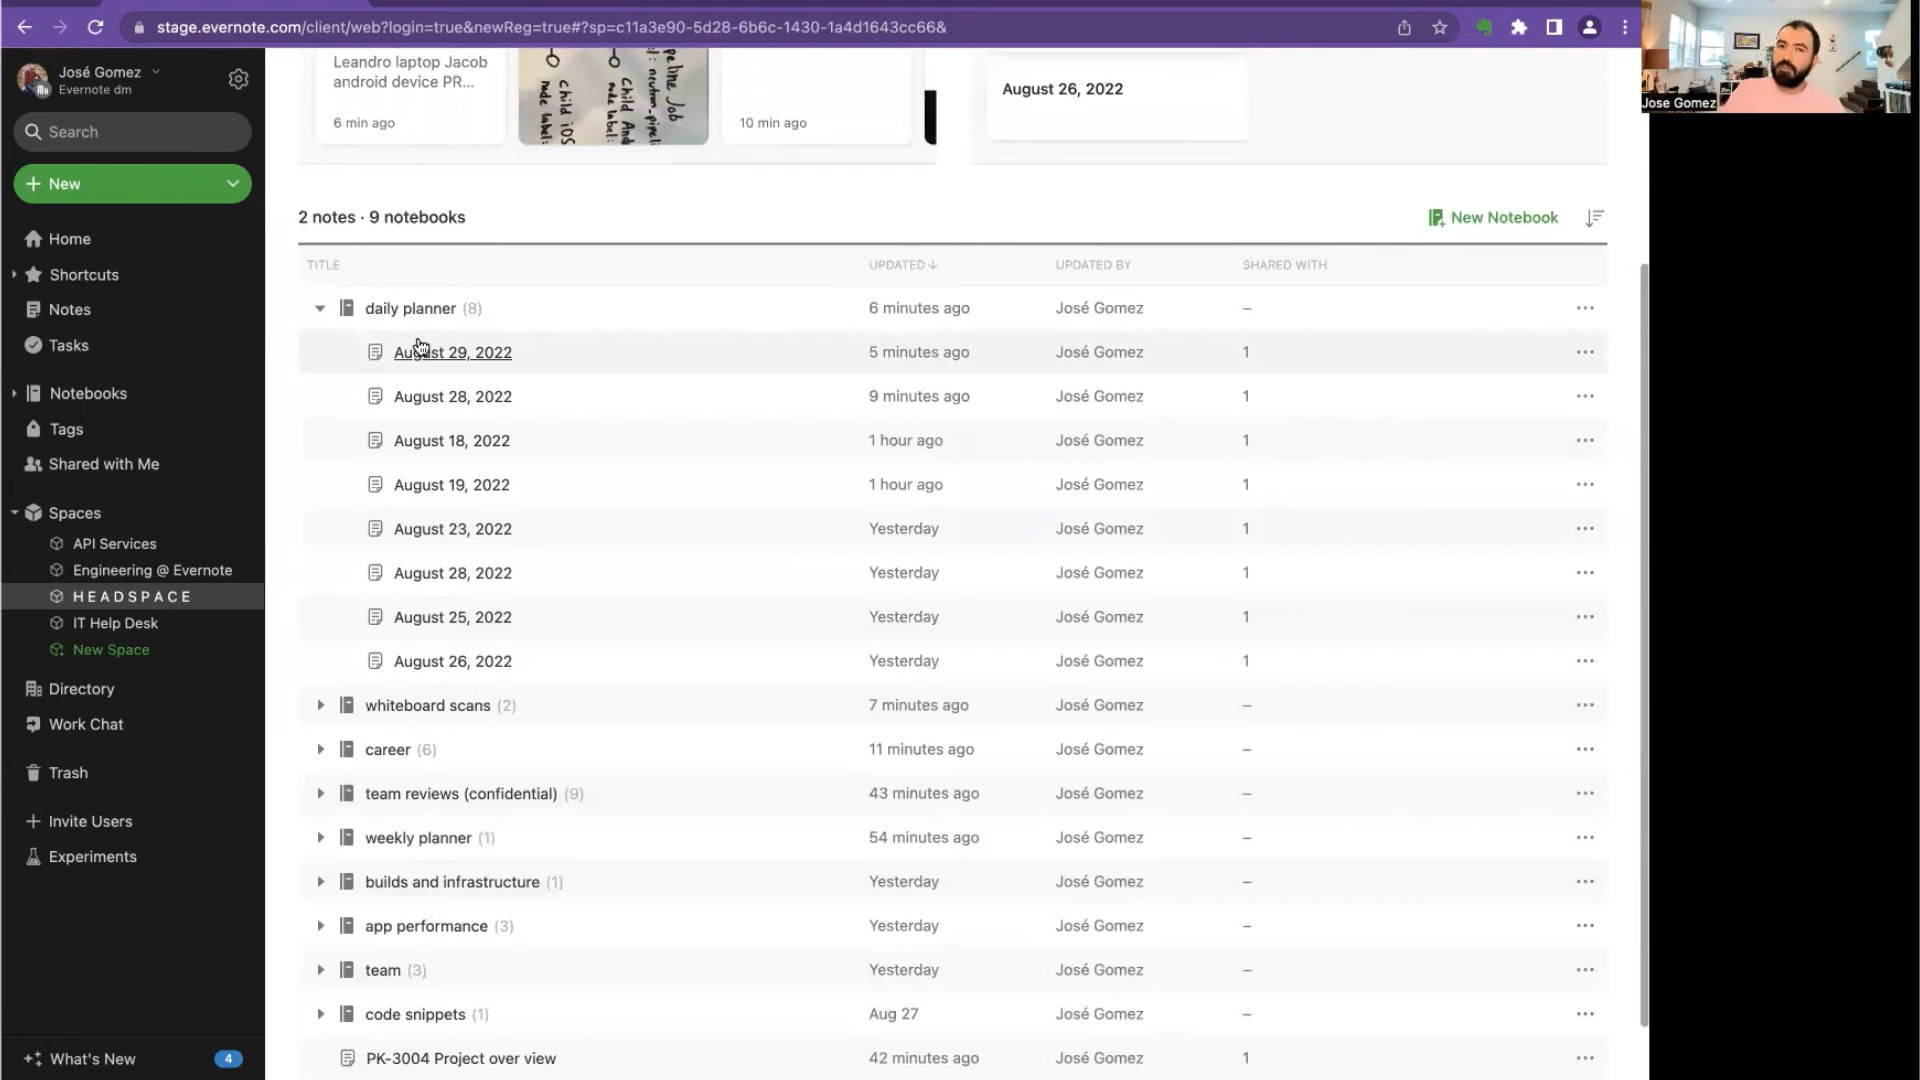 stage.evernote.com/client/web?login=true&newReg=true#?sp=c11a3e90-5d28-6b6c-1430-1a4d1643cc66&
José Gomez
Evernote dm
Search
New
Home
Shortcuts
Notes
Tasks
Notebooks
Tags
Shared with Me
Spaces
API Services
Engineering @ Evernote
H E A D S P A C E
IT Help Desk
New Space
Directory
Work Chat
Trash
Invite Users
Experiments
What's New
4
Leandro laptop Jacob
android device PR...
6 min ago
child iOS
node label:
child And
node label:
peline Job
l: neutron_pipeli
10 min ago
August 26, 2022
Jose Gomez
2 notes · 9 notebooks
New Notebook
TITLE UPDATED UPDATED BY SHARED WITH
daily planner (8) 6 minutes ago José Gomez –
August 29, 2022 5 minutes ago José Gomez 1
August 28, 2022 9 minutes ago José Gomez 1
August 18, 2022 1 hour ago José Gomez 1
August 19, 2022 1 hour ago José Gomez 1
August 23, 2022 Yesterday José Gomez 1
August 28, 2022 Yesterday José Gomez 1
August 25, 2022 Yesterday José Gomez 1
August 26, 2022 Yesterday José Gomez 1
whiteboard scans (2) 7 minutes ago José Gomez –
career (6) 11 minutes ago José Gomez –
team reviews (confidential) (9) 43 minutes ago José Gomez –
weekly planner (1) 54 minutes ago José Gomez –
builds and infrastructure (1) Yesterday José Gomez –
app performance (3) Yesterday José Gomez –
team (3) Yesterday José Gomez –
code snippets (1) Aug 27 José Gomez –
PK-3004 Project over view 42 minutes ago José Gomez 1